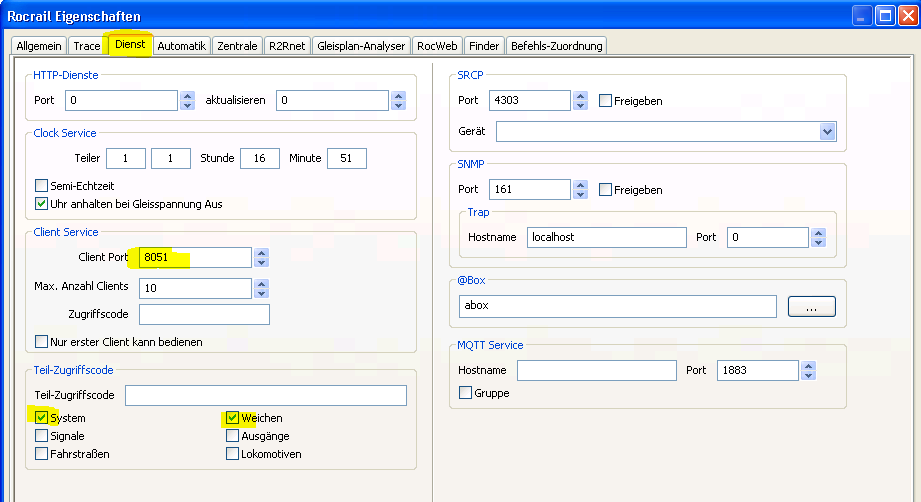 Rocrail Eigenschaften
Allgemein Trace Dienst Automatik Zentrale R2Rnet Gleisplan-Analyser RocWeb Finder Befehls-Zuordnung
HTTP-Dienste
Port 0 aktualisieren 0
Clock Service
Teiler 1 1 Stunde 16 Minute 51
Semi-Echtzeit
Uhr anhalten bei Gleisspannung Aus
Client Service
Client Port 8051
Max. Anzahl Clients 10
Zugriffscode
Nur erster Client kann bedienen
Teil-Zugriffscode
Teil-Zugriffscode
System Weichen
Signale Ausgänge
Fahrstraßen Lokomotiven
SRCP
Port 4303 Freigeben
Gerät
SNMP
Port 161 Freigeben
Trap
Hostname localhost Port 0
@Box
abox ...
MQTT Service
Hostname Port 1883
Gruppe